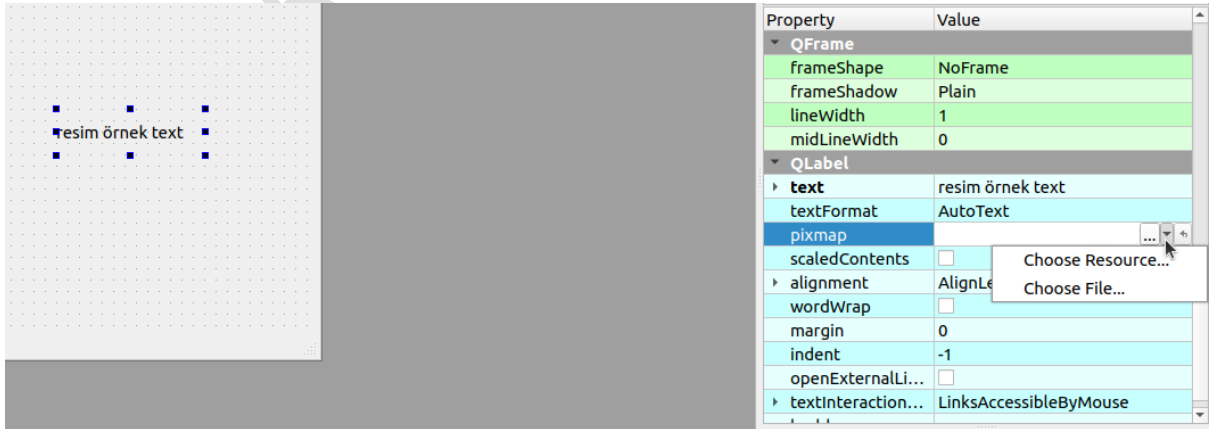 resim örnek text
Property Value
QFrame
frameShape NoFrame
frameShadow Plain
lineWidth 1
midLineWidth 0
QLabel
text resim örnek text
textFormat AutoText
pixmap ...
scaledContents
Choose Resource...
alignment AlignLe
Choose File...
wordWrap
margin 0
indent -1
openExternalLi...
textInteraction... LinksAccessibleByMouse